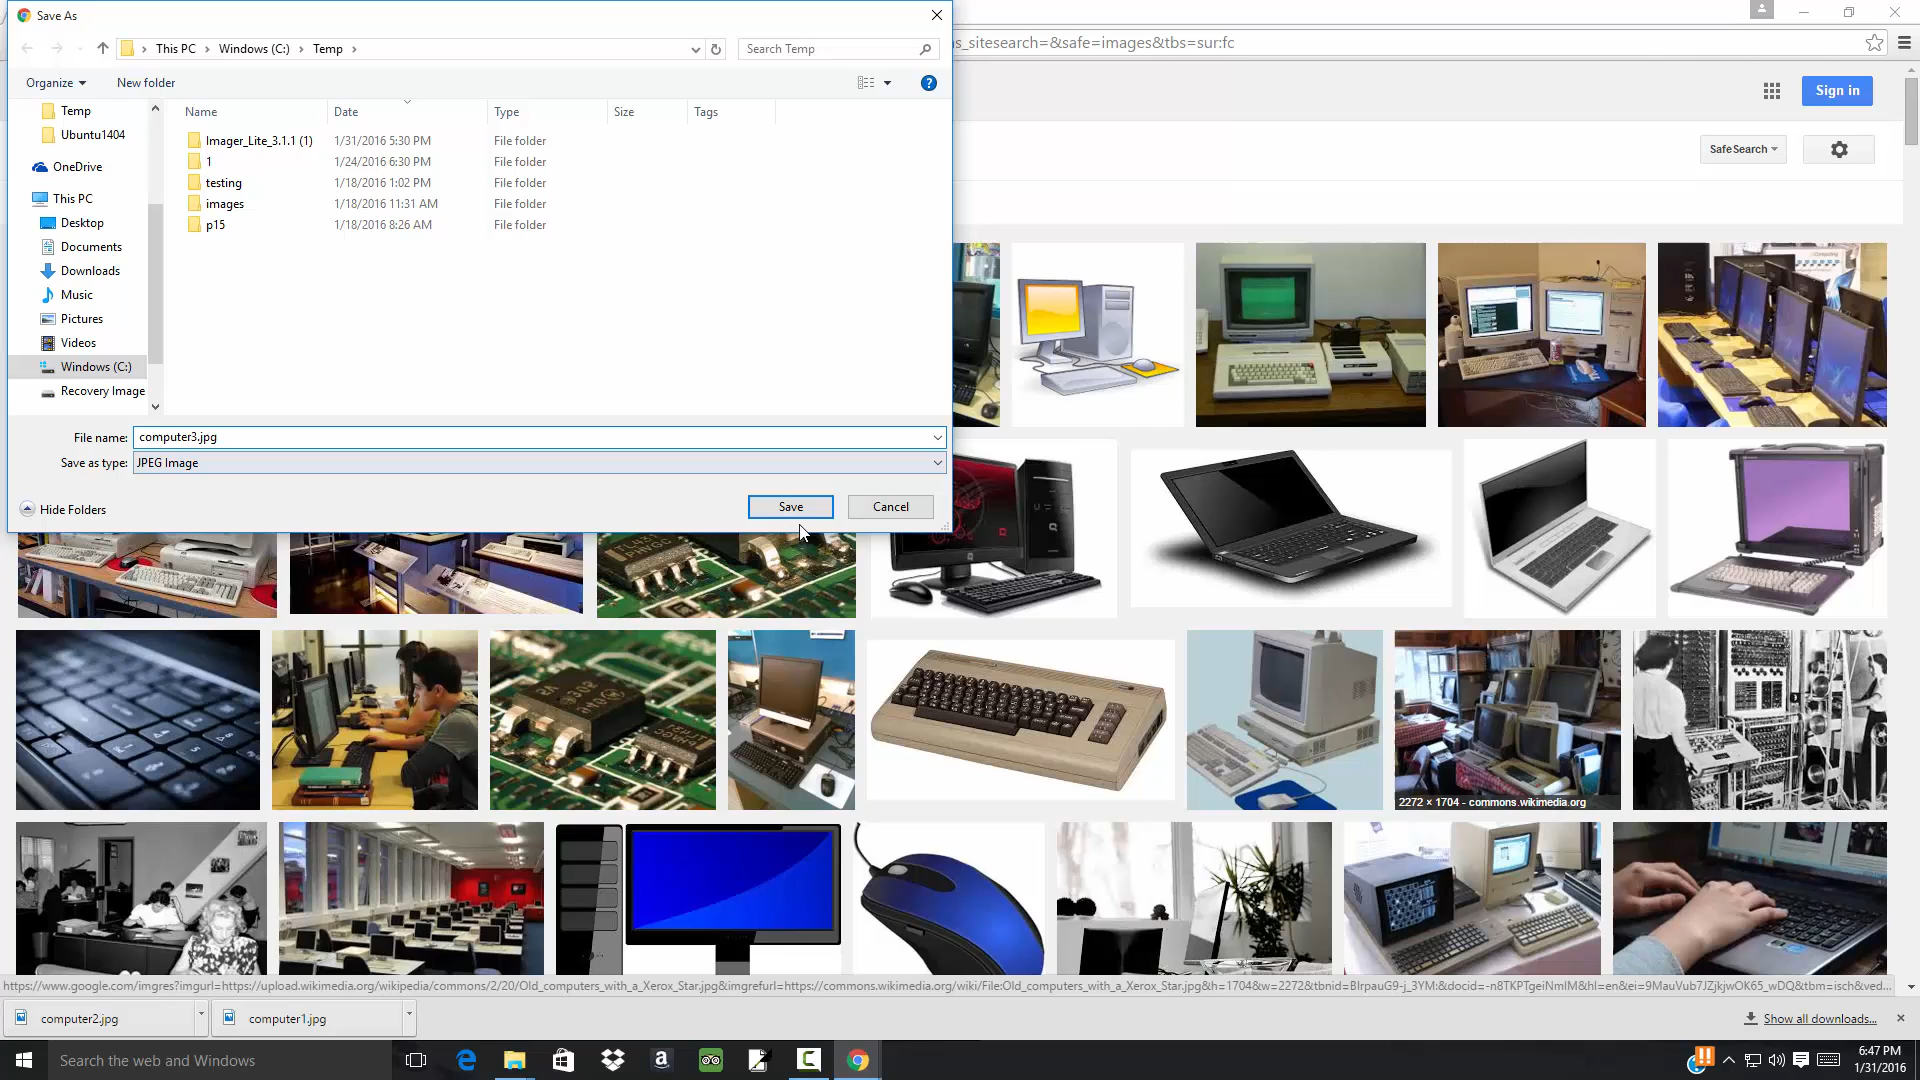 Save As
This PC > Windows (C:) > Temp >
Search Temp
as_sitesearch=&safe=images&tbs=sur:fc
Organize
New folder
?
Sign in
SafeSearch
Name Date Type Size Tags
Imager_Lite_3.1.1 (1) 1/31/2016 5:30 PM File folder
1 1/24/2016 6:30 PM File folder
testing 1/18/2016 1:02 PM File folder
images 1/18/2016 11:31 AM File folder
p15 1/18/2016 8:26 AM File folder
Temp
Ubuntu1404
OneDrive
This PC
Desktop
Documents
Downloads
Music
Pictures
Videos
Windows (C:)
Recovery Image
File name: computer3.jpg
Save as type: JPEG Image
Hide Folders
Save
Cancel
2272 × 1704 - commons.wikimedia.org
https://www.google.com/imgres?imgurl=https://upload.wikimedia.org/wikipedia/commons/2/20/Old_computers_with_a_Xerox_Star.jpg&imgrefurl=https://commons.wikimedia.org/wiki/File:Old_computers_with_a_Xerox_Star.jpg&h=1704&w=2272&tbnid=BIrpauG9-j_3YM:&docid=-n8TKPTgeiNmIM&hl=en&ei=9MauVub7JZjkjwOK65_wDQ&tbm=isch&ved...
computer2.jpg
computer1.jpg
Show all downloads...
Search the web and Windows
6:47 PM
1/31/2016